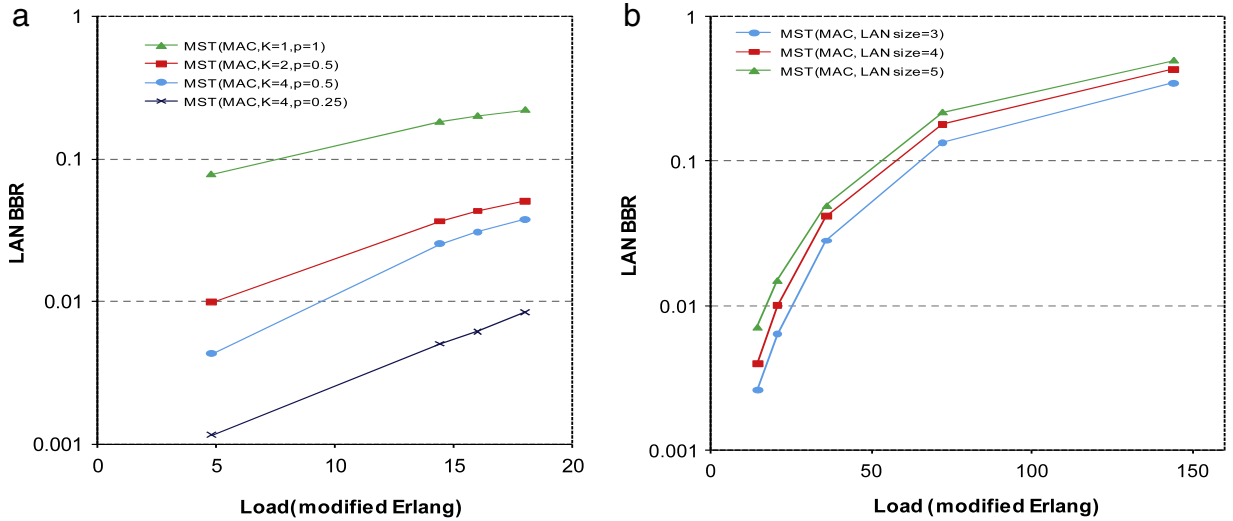 a
LAN BBR
1
0.1
0.01
0.001
MST(MAC,K=1,p=1)
MST(MAC,K=2,p=0.5)
MST(MAC,K=4,p=0.5)
MST(MAC,K=4,p=0.25)
0 5 10 15 20
Load(modified Erlang)
b
LAN BBR
1
0.1
0.01
0.001
MST(MAC, LAN size=3)
MST(MAC, LAN size=4)
MST(MAC, LAN size=5)
0 50 100 150
Load (modified Erlang)